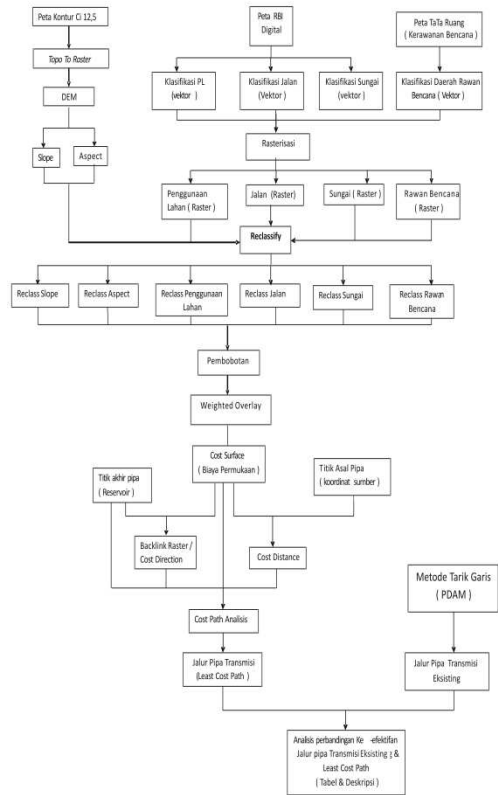 Peta Kontur Ci 12,5
Peta RBI
Digital
Peta TaTa Ruang
( Kerawanan Bencana )
Topo To Raster
DEM
Slope
Aspect
Klasifikasi PL
(vektor )
Klasifikasi Jalan
(Vektor )
Klasifikasi Sungai
(vektor )
Klasifikasi Daerah Rawan
Bencana ( Vektor )
Rasterisasi
Penggunaan
Lahan ( Raster )
Jalan (Raster)
Sungai ( Raster )
Rawan Bencana
( Raster )
Reclassify
Reclass Slope
Reclass Aspect
Reclass Penggunaan
Lahan
Reclass Jalan
Reclass Sungai
Reclass Rawan
Bencana
Pembobotan
Weighted Overlay
Cost Surface
(Biaya Permukaan )
Titik akhir pipa
( Reservoir )
Titik Asal Pipa
(koordinat sumber )
Backlink Raster /
Cost Direction
Cost Distance
Metode Tarik Garis
( PDAM )
Cost Path Analisis
Jalur Pipa Transmisi
(Least Cost Path )
Jalur Pipa Transmisi
Eksisting
Analisis perbandingan Ke -efektifan
Jalur pipa Transmisi Eksisting &
Least Cost Path
( Tabel & Deskripsi )